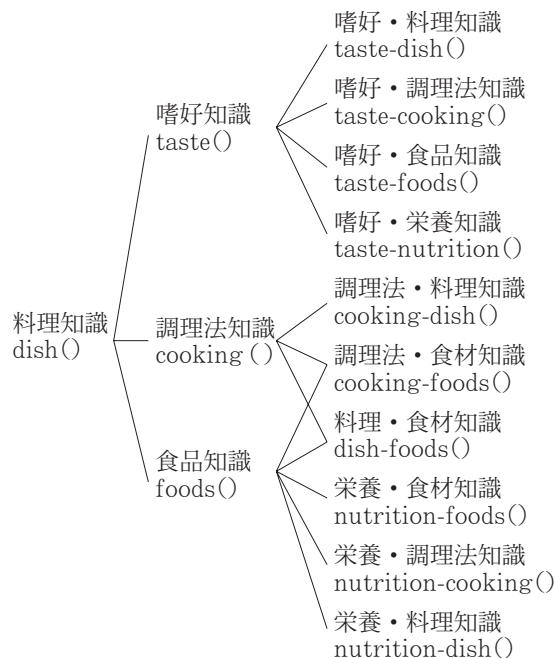 料理知識
dish()
嗜好知識
taste()
調理法知識
cooking ()
食品知識
foods()
嗜好・料理知識
taste-dish()
嗜好・調理法知識
taste-cooking()
嗜好・食品知識
taste-foods()
嗜好・栄養知識
taste-nutrition()
調理法・料理知識
cooking-dish()
調理法・食材知識
cooking-foods()
料理・食材知識
dish-foods()
栄養・食材知識
nutrition-foods()
栄養・調理法知識
nutrition-cooking()
栄養・料理知識
nutrition-dish()